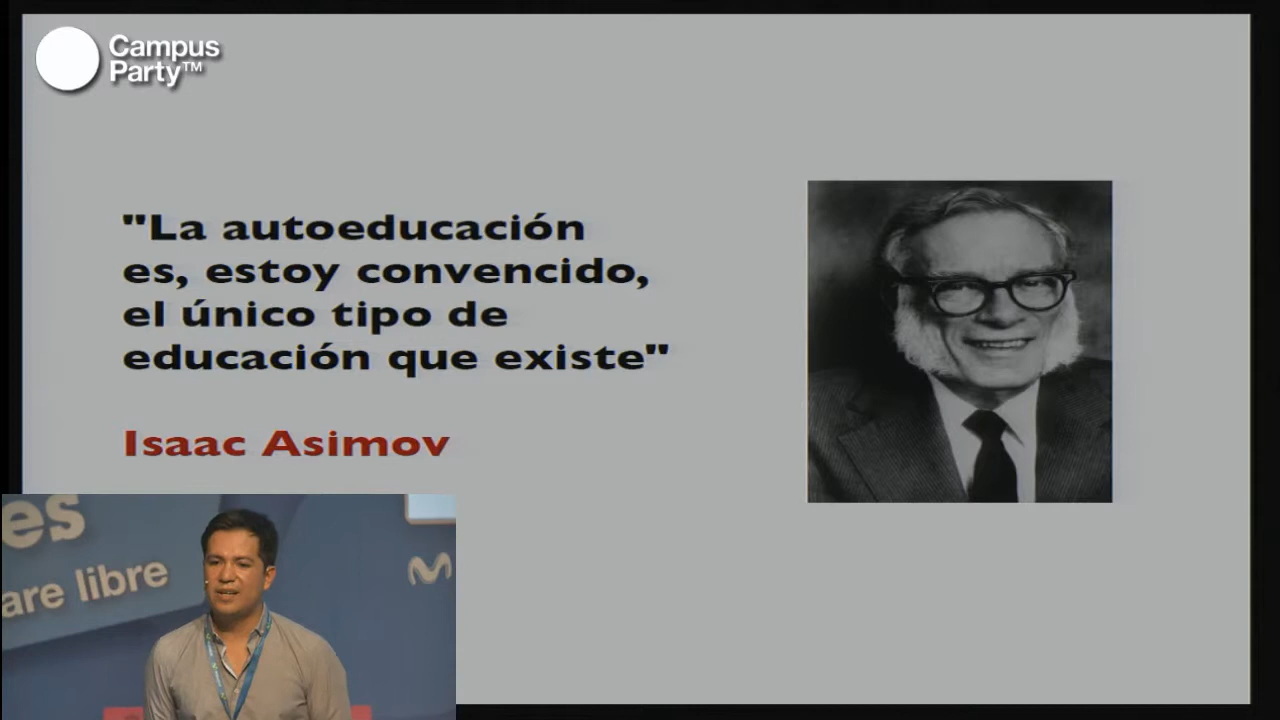 Campus
Party™
"La autoeducación
es, estoy convencido,
el único tipo de
educación que existe"
Isaac Asimov
es
are libre